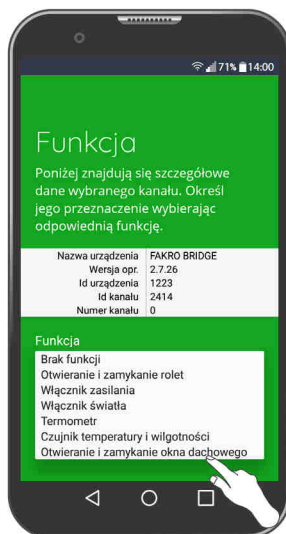 71% 14:00
Funkcja
Poniżej znajdują się szczegółowe
dane wybranego kanału. Określ
jego przeznaczenie wybierając
odpowiednią funkcję.
Nazwa urządzenia FAKRO BRIDGE
Wersja opr. 2.7.26
Id urządzenia 1223
Id kanału 2414
Numer kanału 0
Funkcja
Brak funkcji
Otwieranie i zamykanie rolet
Włącznik zasilania
Włącznik światła
Termometr
Czujnik temperatury i wilgotności
Otwieranie i zamykanie okna dachowego